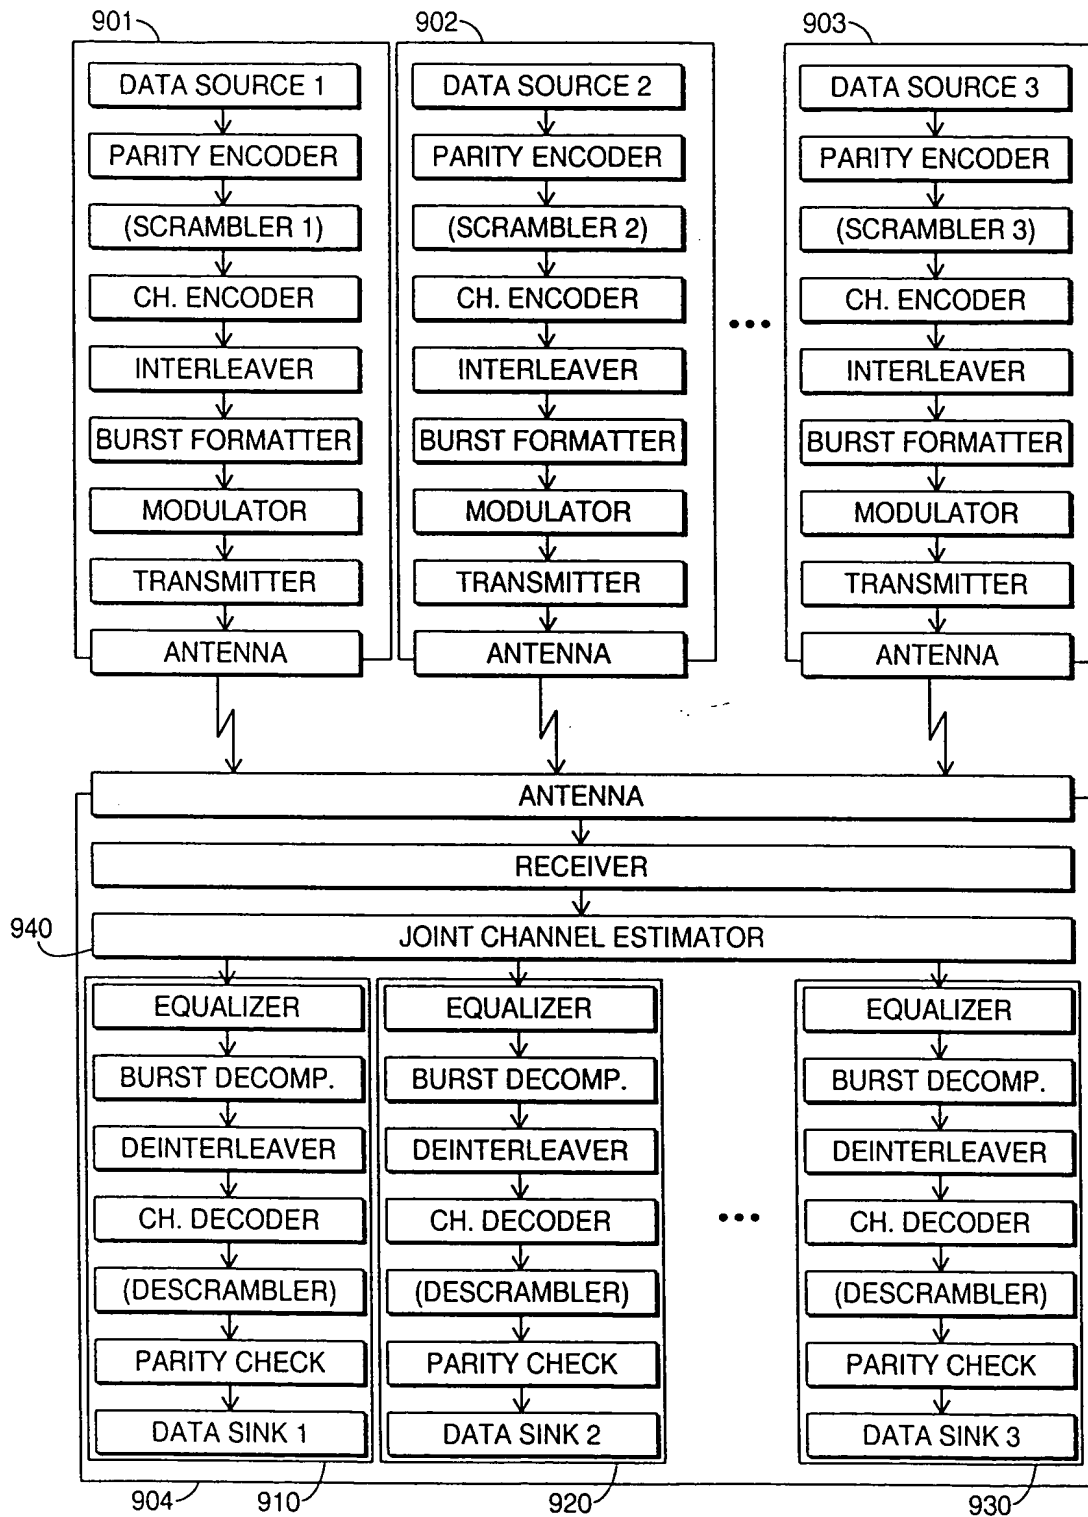 901
902
903
DATA SOURCE 1
PARITY ENCODER
(SCRAMBLER 1)
CH. ENCODER
INTERLEAVER
BURST FORMATTER
MODULATOR
TRANSMITTER
ANTENNA
DATA SOURCE 2
PARITY ENCODER
(SCRAMBLER 2)
CH. ENCODER
INTERLEAVER
BURST FORMATTER
MODULATOR
TRANSMITTER
ANTENNA
•••
DATA SOURCE 3
PARITY ENCODER
(SCRAMBLER 3)
CH. ENCODER
INTERLEAVER
BURST FORMATTER
MODULATOR
TRANSMITTER
ANTENNA
ANTENNA
RECEIVER
940
JOINT CHANNEL ESTIMATOR
EQUALIZER
BURST DECOMP.
DEINTERLEAVER
CH. DECODER
(DESCRAMBLER)
PARITY CHECK
DATA SINK 1
EQUALIZER
BURST DECOMP.
DEINTERLEAVER
CH. DECODER
(DESCRAMBLER)
PARITY CHECK
DATA SINK 2
•••
EQUALIZER
BURST DECOMP.
DEINTERLEAVER
CH. DECODER
(DESCRAMBLER)
PARITY CHECK
DATA SINK 3
904
910
920
930